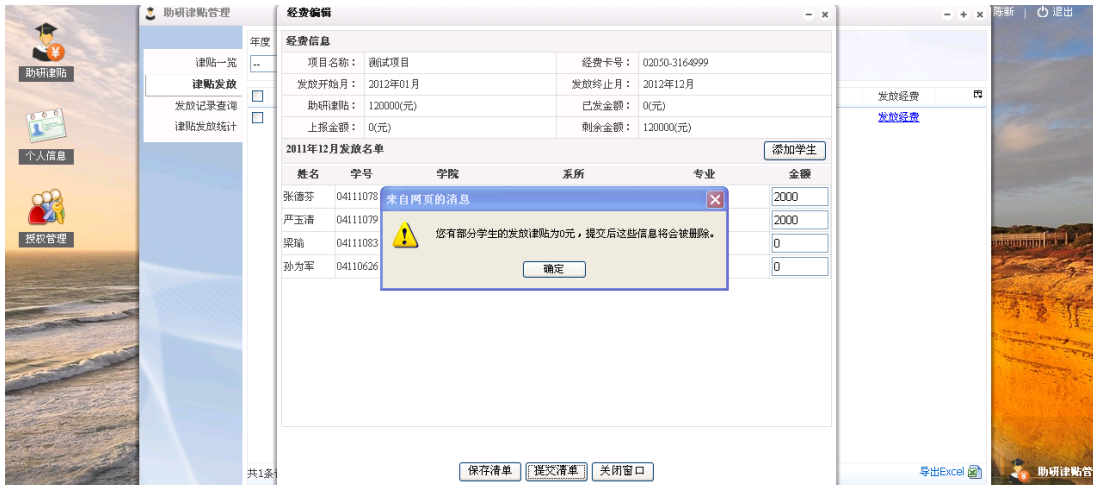 助研津贴管理
经费编辑
陈新 | 退出
年度
经费信息
助研津贴
津贴一览
--
项目名称： 测试项目 经费卡号： 02050-3164999
津贴发放
发放开始月： 2012年01月 发放终止月： 2012年12月
发放记录查询
助研津贴： 120000(元) 已发金额： 0(元)
发放经费
津贴发放统计
上报金额： 0(元) 剩余金额： 120000(元)
发放经费
个人信息
2011年12月发放名单 添加学生
姓名 学号 学院 系所 专业 金额
张德芬 04111078 2000
来自网页的消息
严玉清 04111079 2000
您有部分学生的发放津贴为0元，提交后这些信息将会被删除。
授权管理
梁瑜 04111083 0
孙为军 04110626 0
确定
共1条
保存清单 提交清单 关闭窗口
导出Excel
助研津贴管